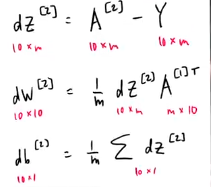 dZ^[2] = A^[2] - Y
10 × m 10 × m 10 × m
dW^[2] = 1/m dZ^[2] A^[1]T
10 × 10 10 × m m × 10
db^[2] = 1/m Σ dZ^[2]
10 × 1 10 × 1